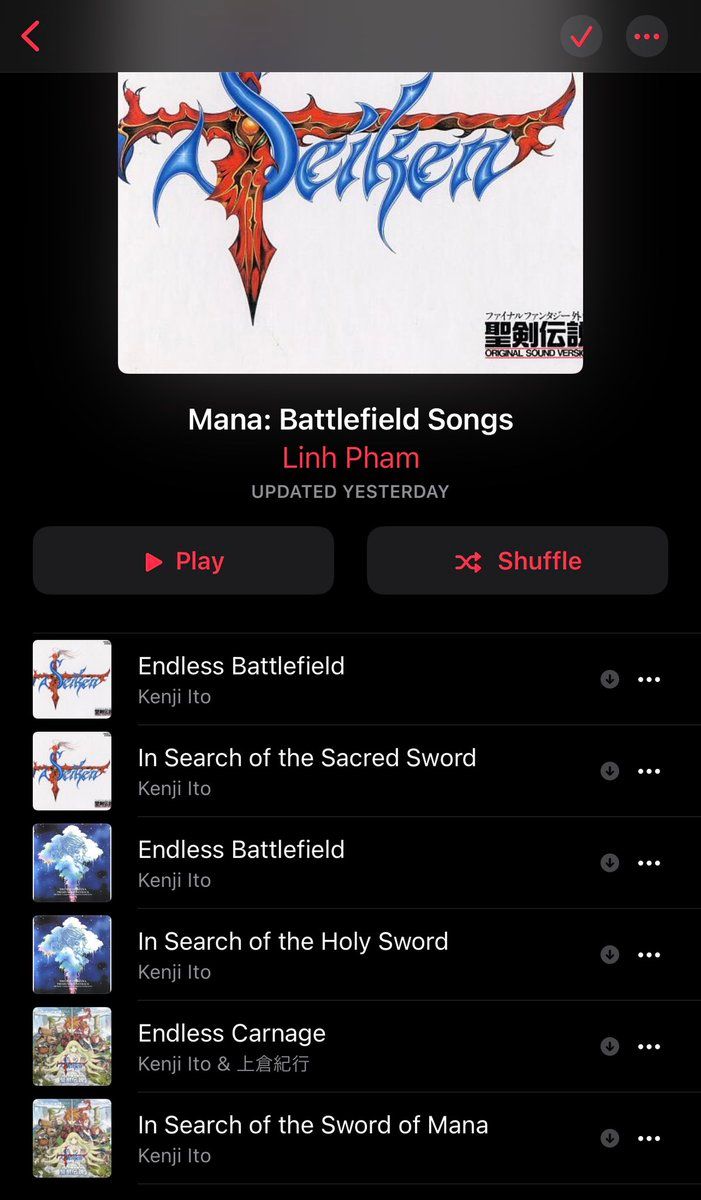 Seiken
ファイナルファンタジー外
聖剣伝説
ORIGINAL SOUND VERSI
Mana: Battlefield Songs
Linh Pham
UPDATED YESTERDAY
Play
Shuffle
Endless Battlefield
Kenji Ito
In Search of the Sacred Sword
Kenji Ito
Endless Battlefield
Kenji Ito
In Search of the Holy Sword
Kenji Ito
Endless Carnage
Kenji Ito & 上倉紀行
In Search of the Sword of Mana
Kenji Ito